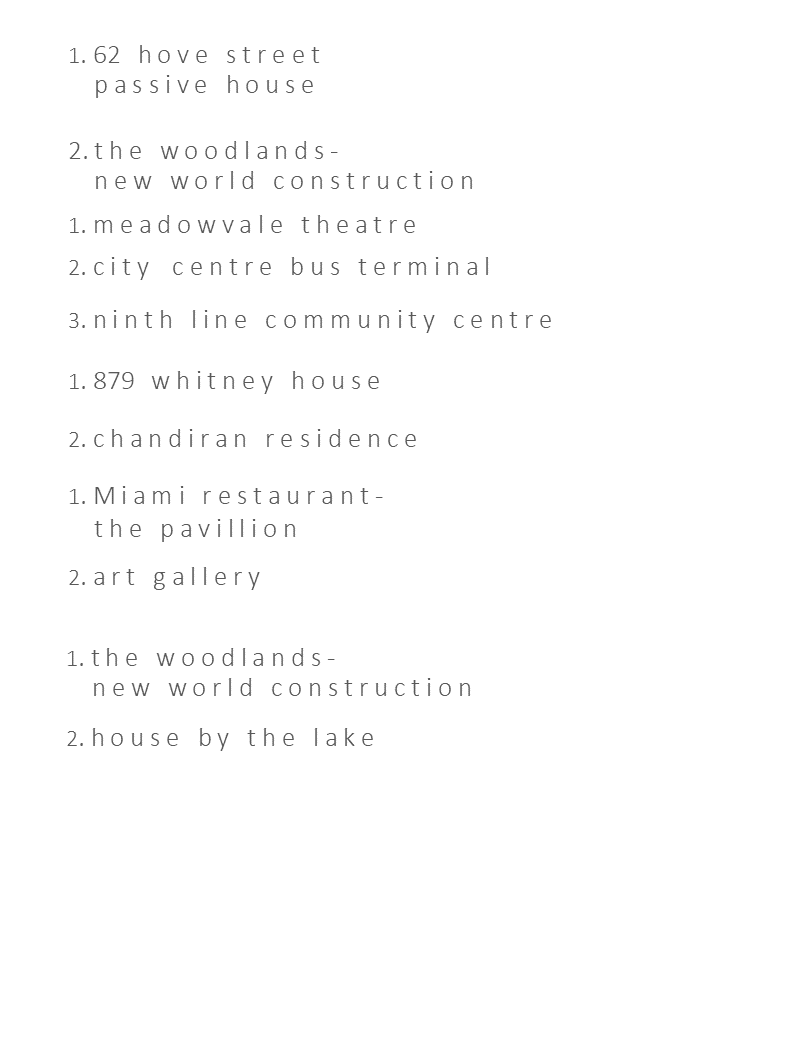 1. 62 hove street
passive house
2. the woodlands-
new world construction
1. meadowvale theatre
2. city centre bus terminal
3. ninth line community centre
1. 879 whitney house
2. chandiran residence
1. Miami restaurant-
the pavillion
2. art gallery
1. the woodlands-
new world construction
2. house by the lake